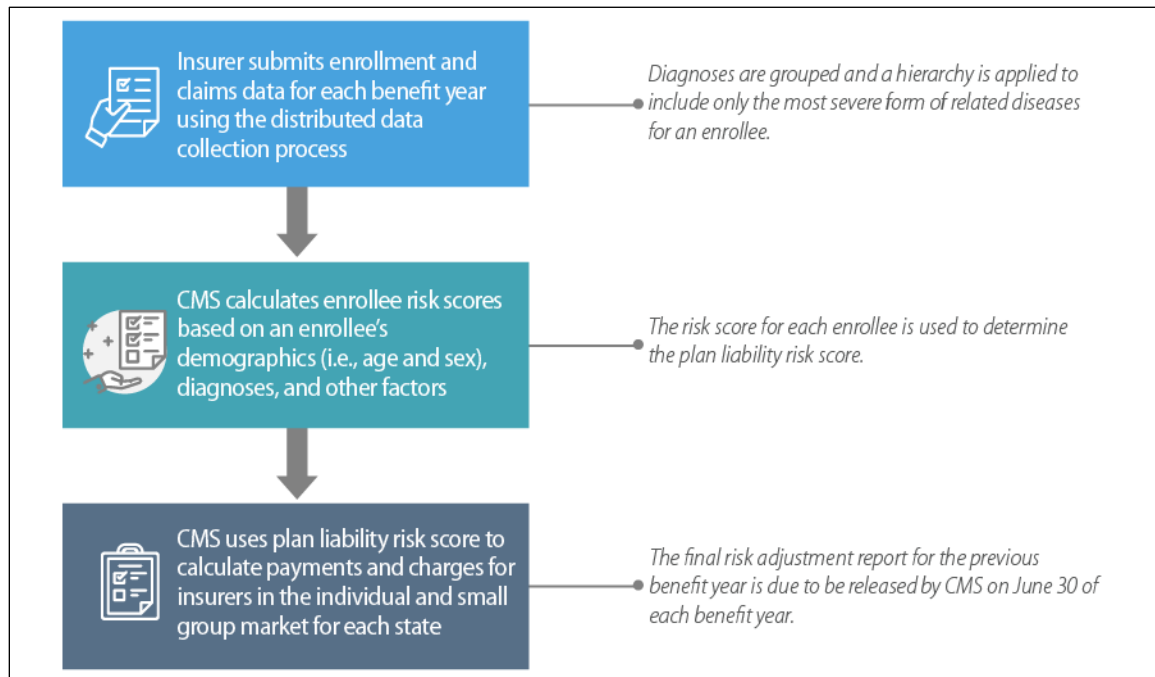 Insurer submits enrollment and
claims data for each benefit year
using the distributed data
collection process
Diagnoses are grouped and a hierarchy is applied to
include only the most severe form of related diseases
for an enrollee.
CMS calculates enrollee risk scores
based on an enrollee's
demographics (i.e., age and sex),
diagnoses, and other factors
The risk score for each enrollee is used to determine
the plan liability risk score.
CMS uses plan liability risk score to
calculate payments and charges for
insurers in the individual and small
group market for each state
The final risk adjustment report for the previous
benefit year is due to be released by CMS on June 30 of
each benefit year.